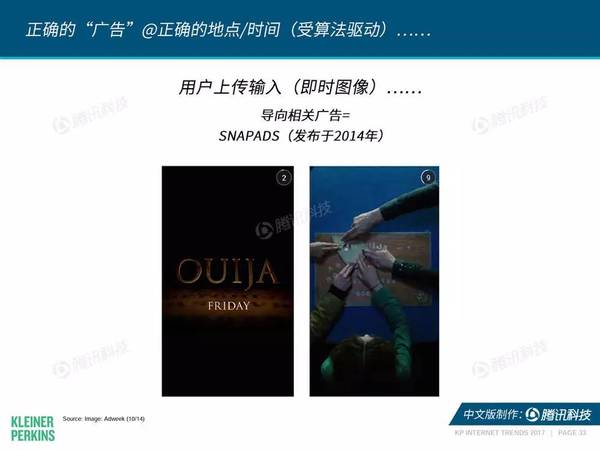 正确的“广告”@正确的地点/时间（受算法驱动）……
用户上传输入（即时图像）……
导向相关广告=
SNAPADS（发布于2014年）
腾讯科技
腾讯科技
2
9
腾讯科技
OUIJA
FRIDAY
腾讯科技
腾讯科技
Source: Image: Adweek (10/14)
KLEINER
PERKINS
中文版制作：腾讯科技
KP INTERNET TRENDS 2017 | PAGE 33